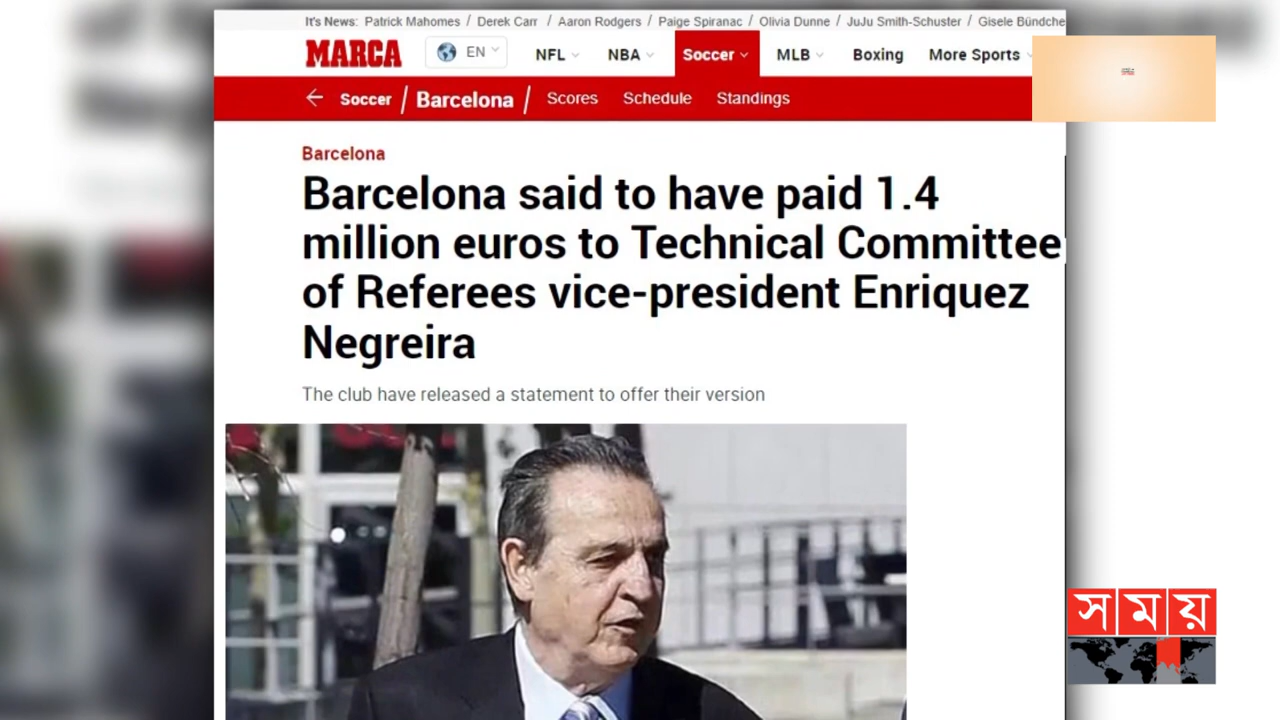 It's News: Patrick Mahomes / Derek Carr / Aaron Rodgers / Paige Spiranac / Olivia Dunne / JuJu Smith-Schuster / Gisele Bündche
MARCA EN NFL NBA Soccer MLB Boxing More Sports
Soccer / Barcelona / Scores Schedule Standings
Barcelona
Barcelona said to have paid 1.4
million euros to Technical Committee
of Referees vice-president Enriquez
Negreira
The club have released a statement to offer their version
সময়